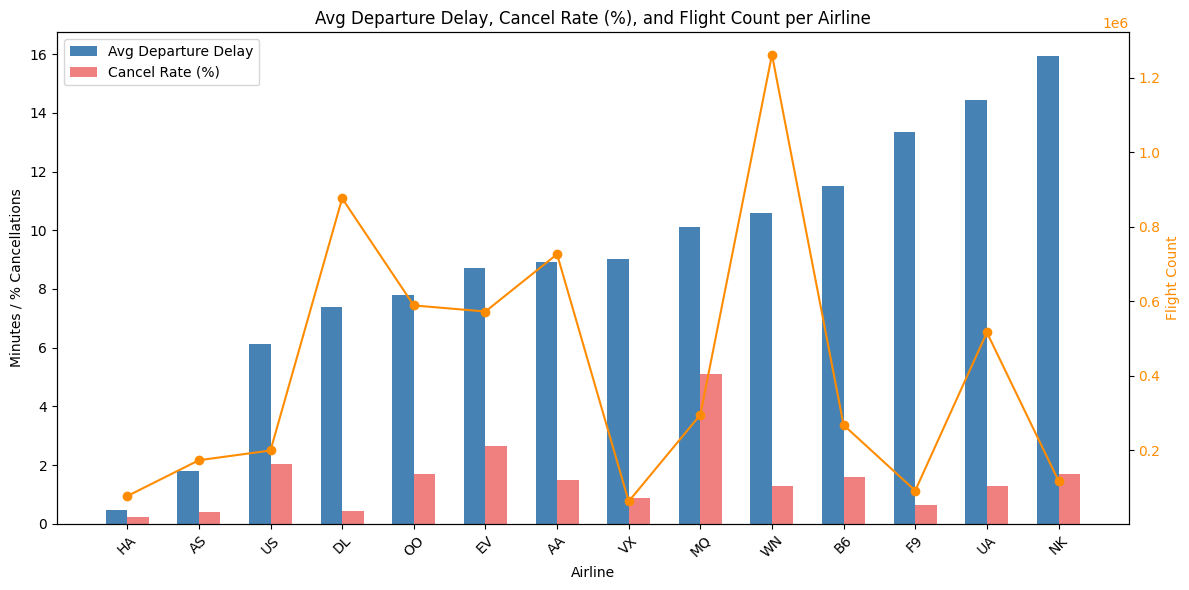 Avg Departure Delay, Cancel Rate (%), and Flight Count per Airline
1e6
Avg Departure Delay
Cancel Rate (%)
Minutes / % Cancellations
16
14
12
10
8
6
4
2
0
1.2
1.0
0.8
0.6
0.4
0.2
Flight Count
HA AS US DL OO EV AA VX MQ WN B6 F9 UA NK
Airline